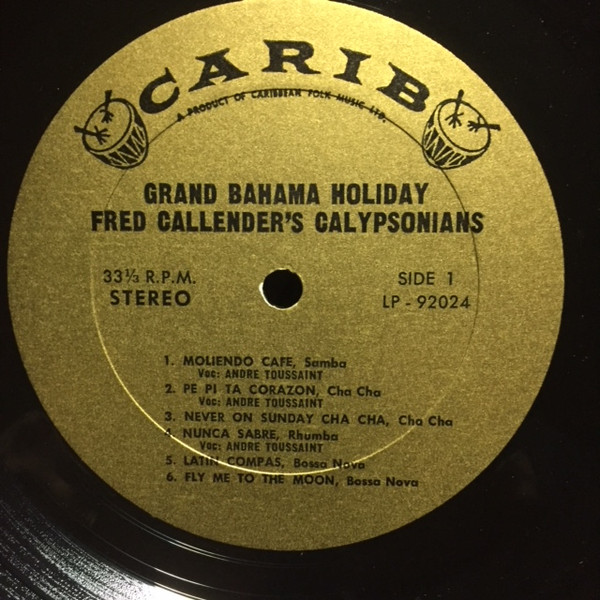 CARIB
A PRODUCT OF CARIBBEAN FOLK MUSIC LTD.
GRAND BAHAMA HOLIDAY
FRED CALLENDER'S CALYPSONIANS
33⅓ R.P.M.
STEREO
SIDE 1
LP - 92024
1. MOLIENDO CAFE, Samba
Voc: ANDRE TOUSSAINT
2. PE PI TA CORAZON, Cha Cha
Voc: ANDRE TOUSSAINT
3. NEVER ON SUNDAY CHA CHA, Cha Cha
4. NUNCA SABRE, Rhumba
Voc: ANDRE TOUSSAINT
5. LATIN COMPAS, Bossa Nova
6. FLY ME TO THE MOON, Bossa Nova